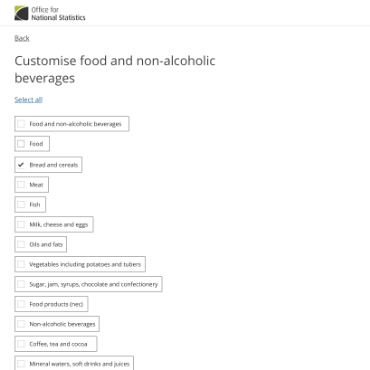 Office for
National Statistics
Back
Customise food and non-alcoholic
beverages
Select all
Food and non-alcoholic beverages
Food
Bread and cereals
Meat
Fish
Milk, cheese and eggs
Oils and fats
Vegetables including potatoes and tubers
Sugar, jam, syrups, chocolate and confectionery
Food products (nec)
Non-alcoholic beverages
Coffee, tea and cocoa
Mineral waters, soft drinks and juices